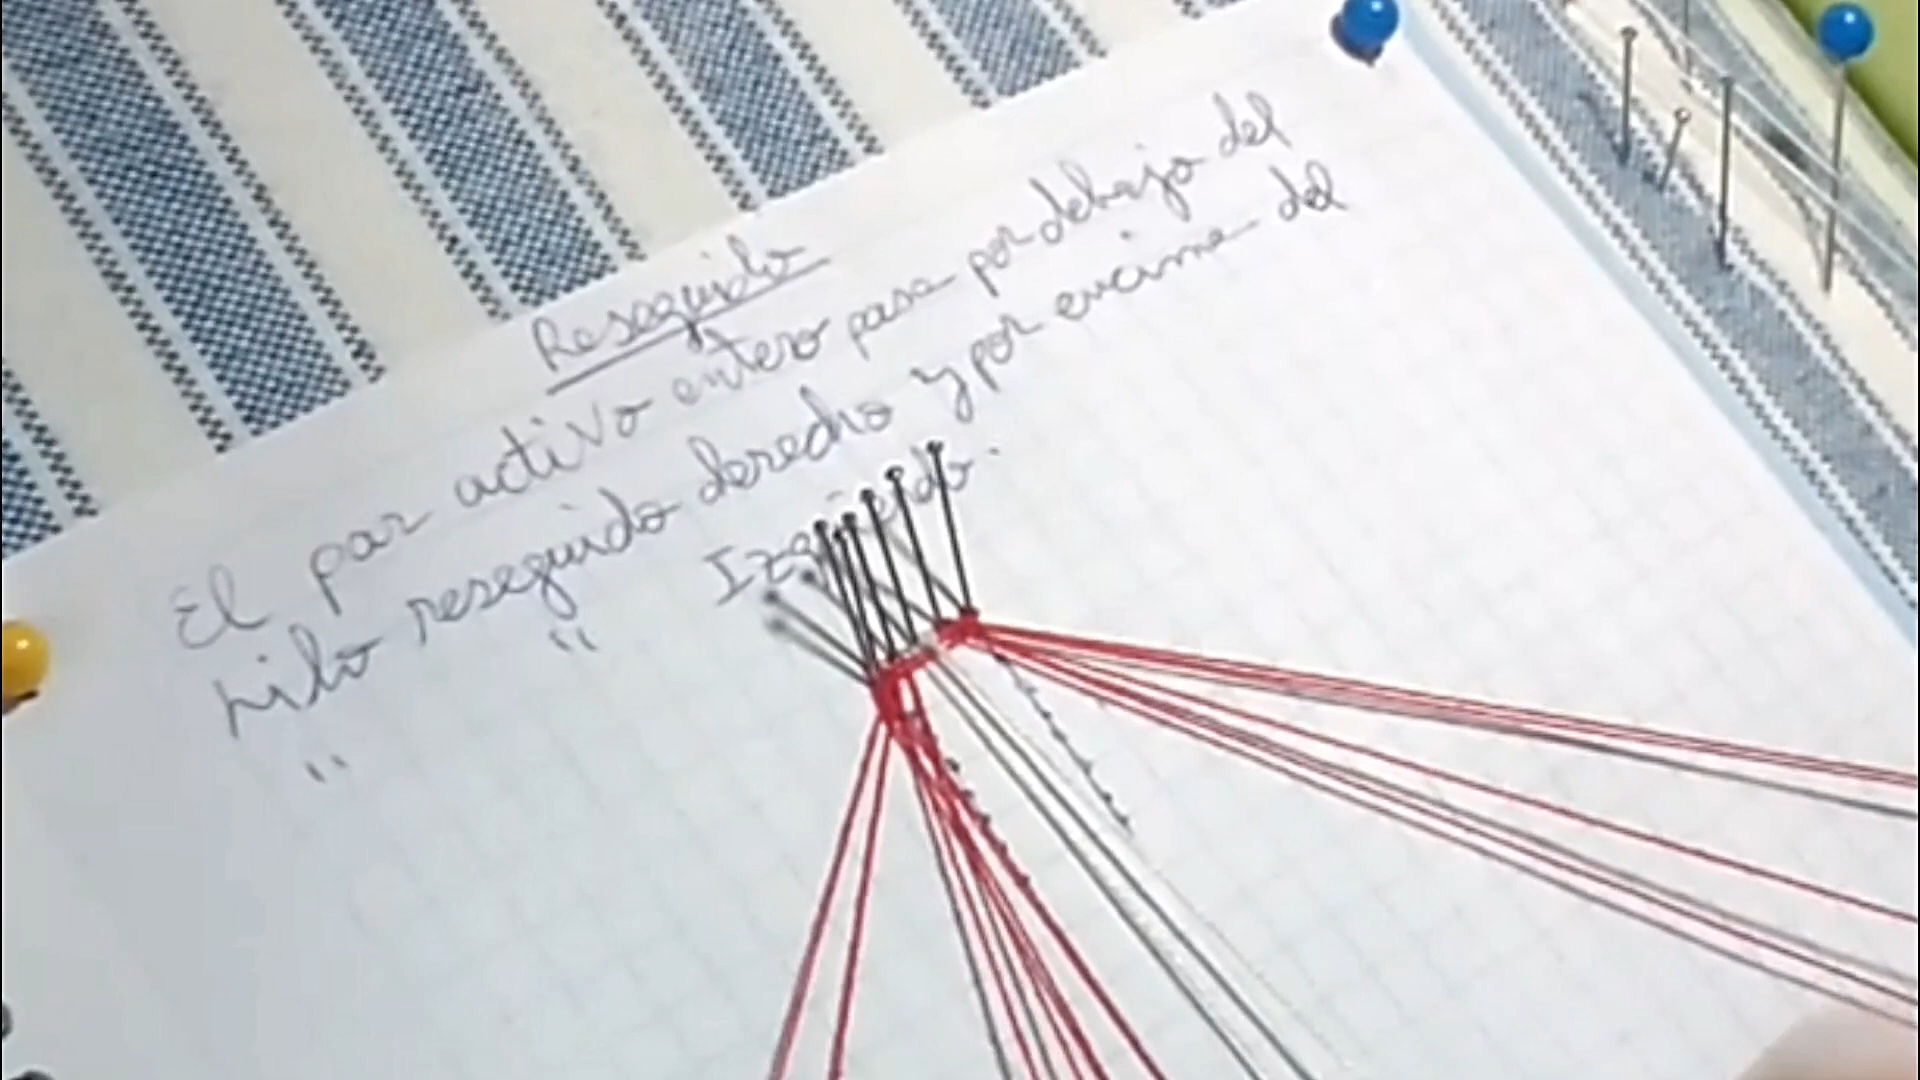 Reseguido
El par activo entero pasa por debajo del
hilo reseguido derecho y por encima del
" " Izquierdo.